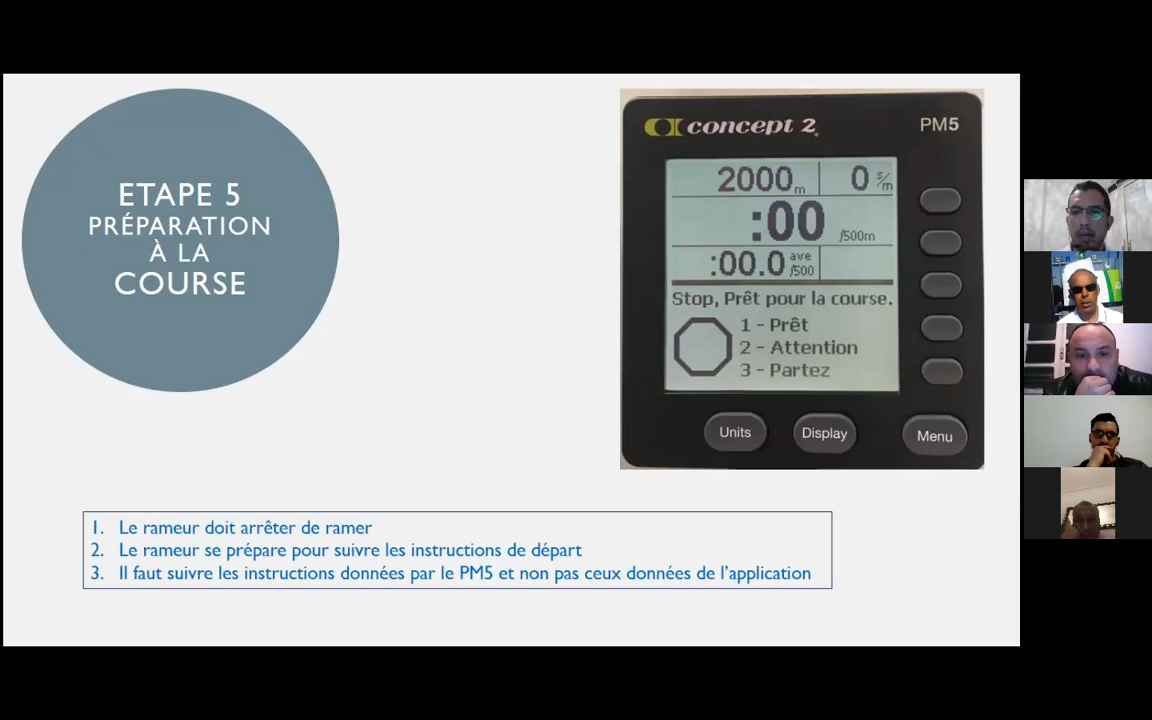 ETAPE 5
PRÉPARATION
À LA
COURSE
concept 2
PM5
2000 m 0 s/m
:00 /500m
:00.0 ave /500
Stop, Prêt pour la course.
1 - Prêt
2 - Attention
3 - Partez
Units Display Menu
1. Le rameur doit arrêter de ramer
2. Le rameur se prépare pour suivre les instructions de départ
3. Il faut suivre les instructions données par le PM5 et non pas ceux données de l’application